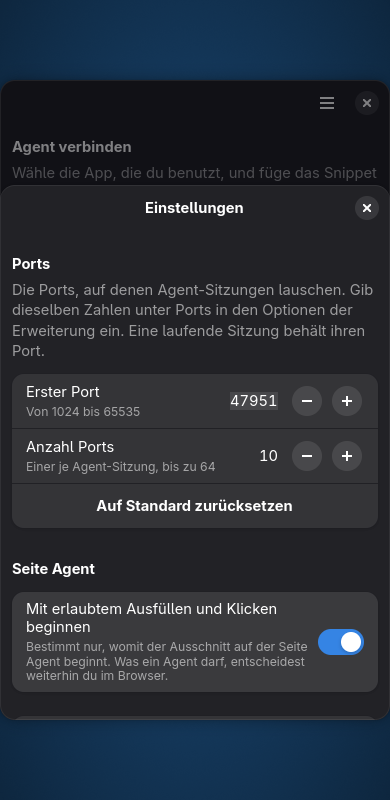 Agent verbinden
Wähle die App, die du benutzt, und füge das Snippet
Einstellungen
Ports
Die Ports, auf denen Agent-Sitzungen lauschen. Gib
dieselben Zahlen unter Ports in den Optionen der
Erweiterung ein. Eine laufende Sitzung behält ihren
Port.
Erster Port
Von 1024 bis 65535
47951
Anzahl Ports
Einer je Agent-Sitzung, bis zu 64
10
Auf Standard zurücksetzen
Seite Agent
Mit erlaubtem Ausfüllen und Klicken
beginnen
Bestimmt nur, womit der Ausschnitt auf der Seite
Agent beginnt. Was ein Agent darf, entscheidest
weiterhin du im Browser.